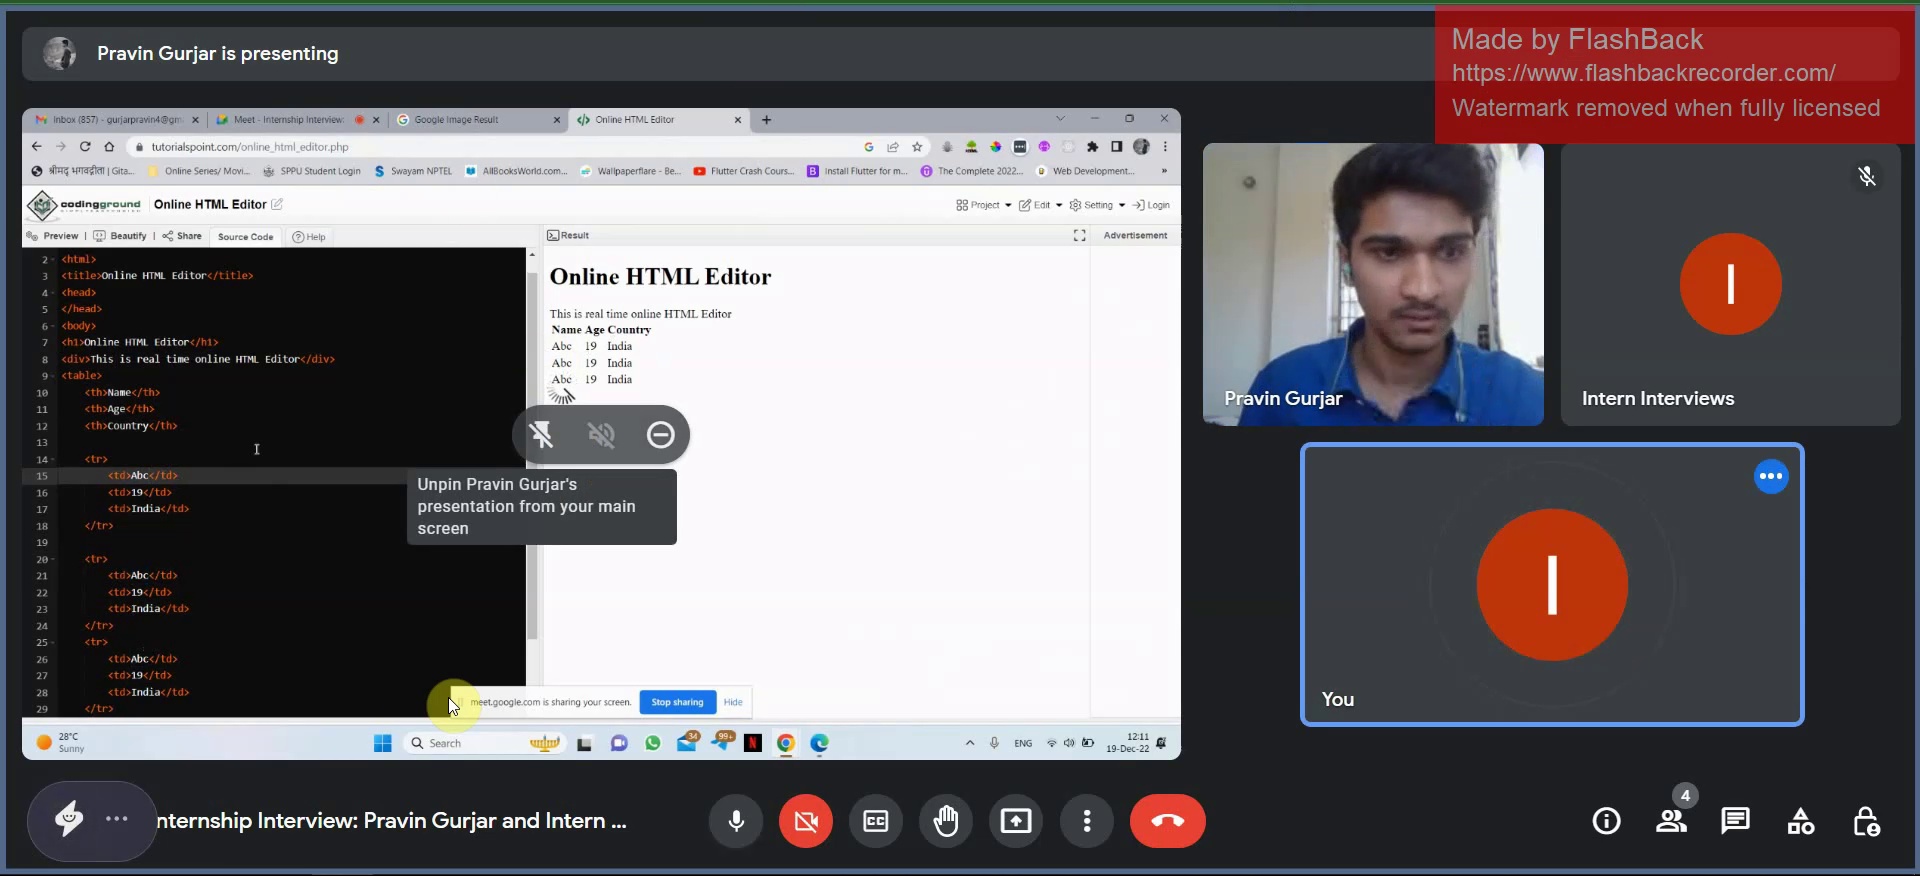 Pravin Gurjar is presenting
Made by FlashBack
https://www.flashbackrecorder.com/
Watermark removed when fully licensed
Inbox (857) - gurjarpravin4@gm
Meet - Internship Interview:
Google Image Result
Online HTML Editor
tutorialspoint.com/online_html_editor.php
श्रीमद् भगवद्गीता | Gita...
Online Series/ Movi...
SPPU Student Login
Swayam NPTEL
AllBooksWorld.com...
Wallpaperflare - Be...
Flutter Crash Cours...
Install Flutter for m...
The Complete 2022...
Web Development...
»
codingground
Online HTML Editor
Project
Edit
Setting
Login
Preview | Beautify | Share
Source Code
Help
Result
Advertisement
2 <html>
3 <title>Online HTML Editor</title>
4 <head>
5 </head>
6 <body>
7 <h1>Online HTML Editor</h1>
8 <div>This is real time online HTML Editor</div>
9 <table>
10 <th>Name</th>
11 <th>Age</th>
12 <th>Country</th>
13
14 <tr>
15 <td>Abc</td>
16 <td>19</td>
17 <td>India</td>
18 </tr>
19
20 <tr>
21 <td>Abc</td>
22 <td>19</td>
23 <td>India</td>
24 </tr>
25 <tr>
26 <td>Abc</td>
27 <td>19</td>
28 <td>India</td>
29 </tr>
Online HTML Editor
This is real time online HTML Editor
Name Age Country
Abc 19 India
Abc 19 India
Abc 19 India
Unpin Pravin Gurjar's
presentation from your main
screen
meet.google.com is sharing your screen.
Stop sharing
Hide
28°C
Sunny
Search
34
99+
N
ENG
12:11
19-Dec-22
Pravin Gurjar
I
Intern Interviews
I
You
nternship Interview: Pravin Gurjar and Intern ...
4